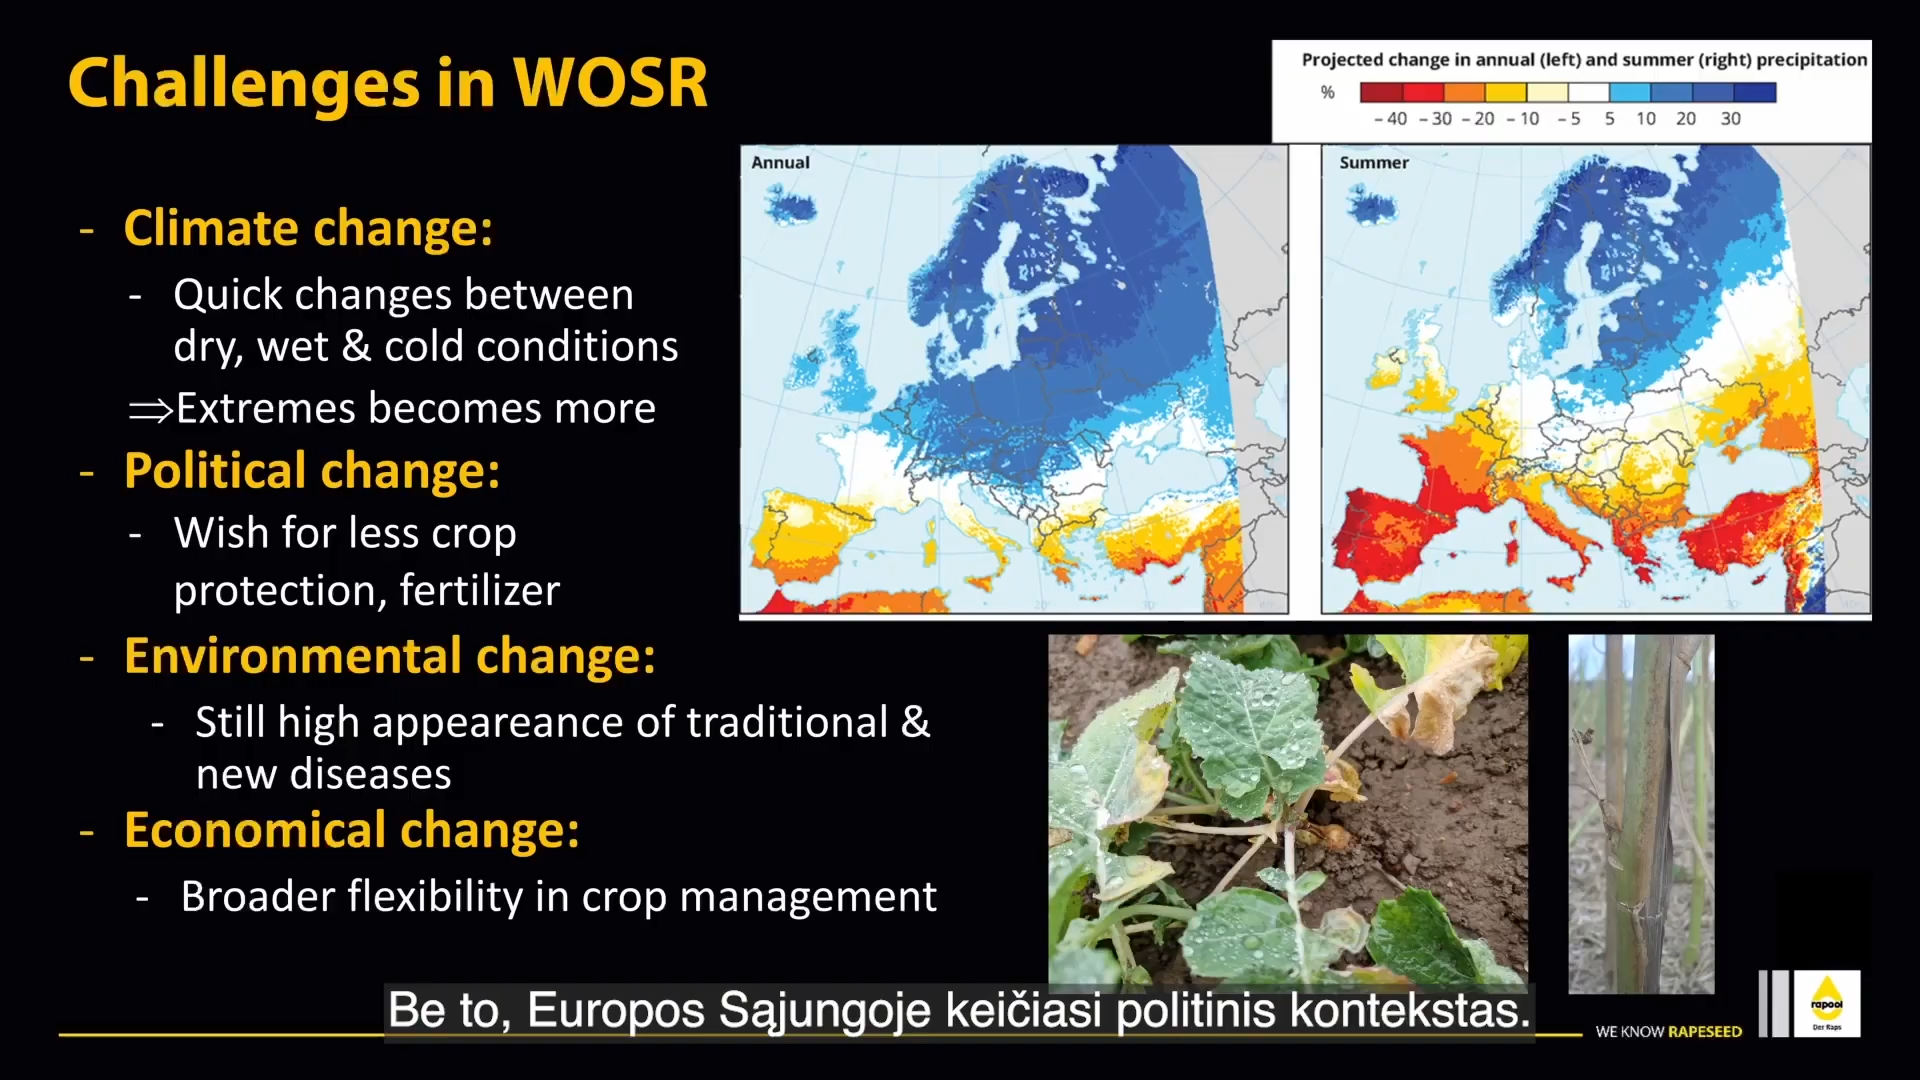 Challenges in WOSR
Projected change in annual (left) and summer (right) precipitation
%
– 40 – 30 – 20 – 10 – 5 5 10 20 30
Annual
Summer
- Climate change:
- Quick changes between
dry, wet & cold conditions
⇒Extremes becomes more
- Political change:
- Wish for less crop
protection, fertilizer
- Environmental change:
- Still high appeareance of traditional &
new diseases
- Economical change:
- Broader flexibility in crop management
Be to, Europos Sąjungoje keičiasi politinis kontekstas.
WE KNOW RAPESEED
rapool
Der Raps